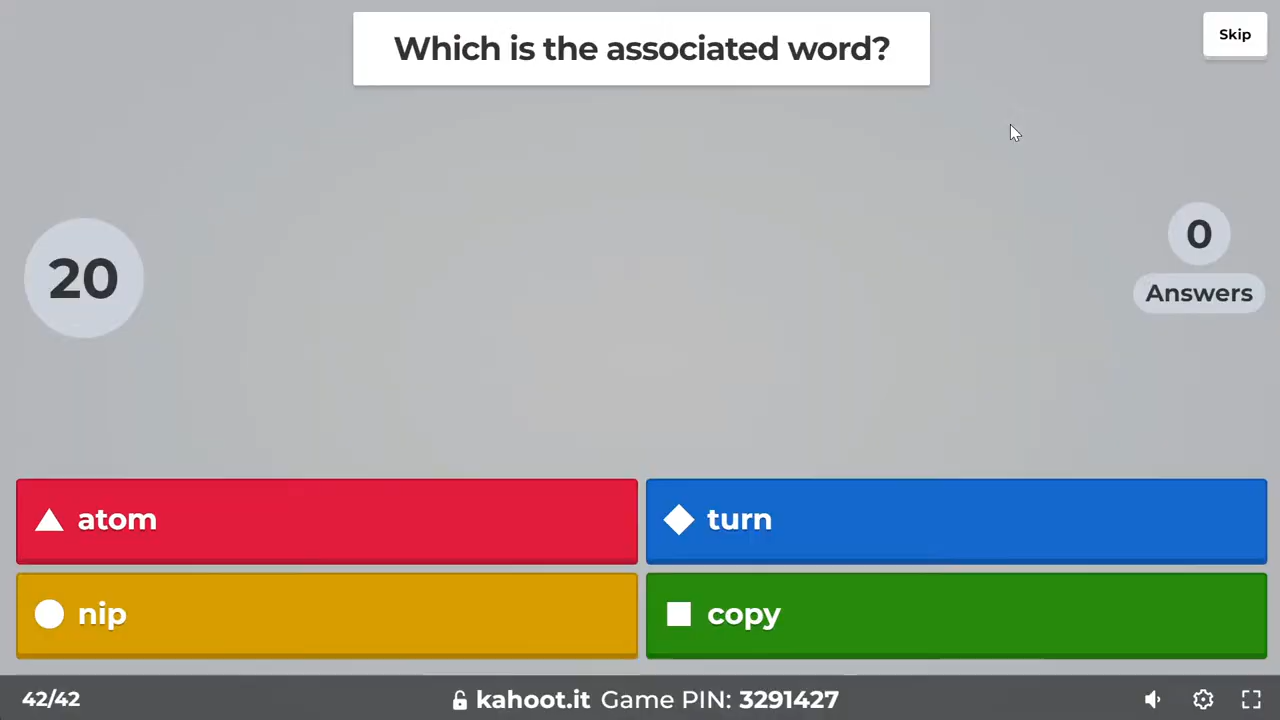 Which is the associated word?
Skip
20
0
Answers
atom
turn
nip
copy
42/42
kahoot.it Game PIN: 3291427